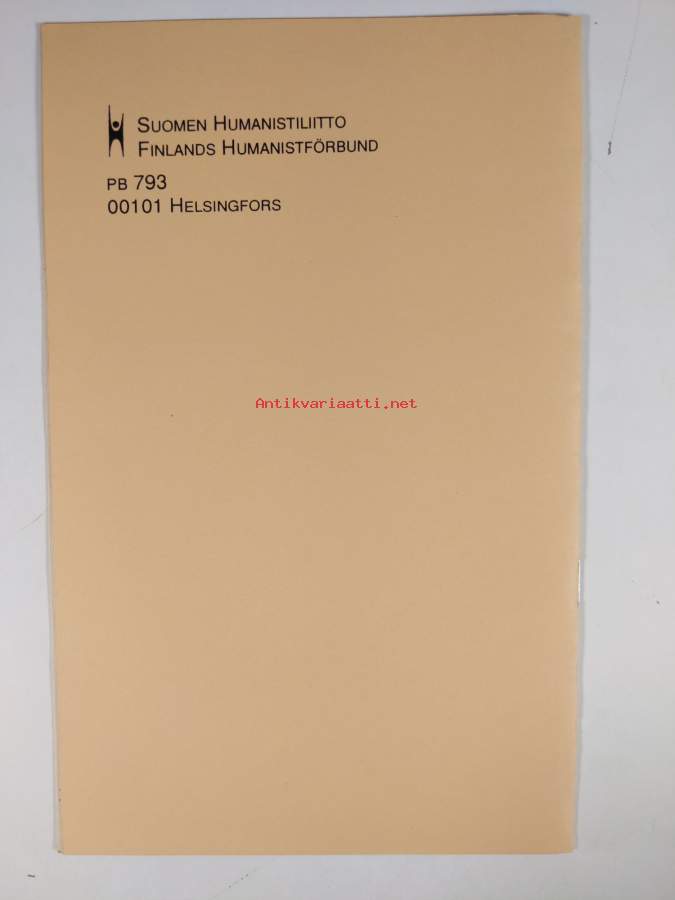 SUOMEN HUMANISTILIITTO
FINLANDS HUMANISTFÖRBUND
PB 793
00101 HELSINGFORS
Antikvariaatti.net